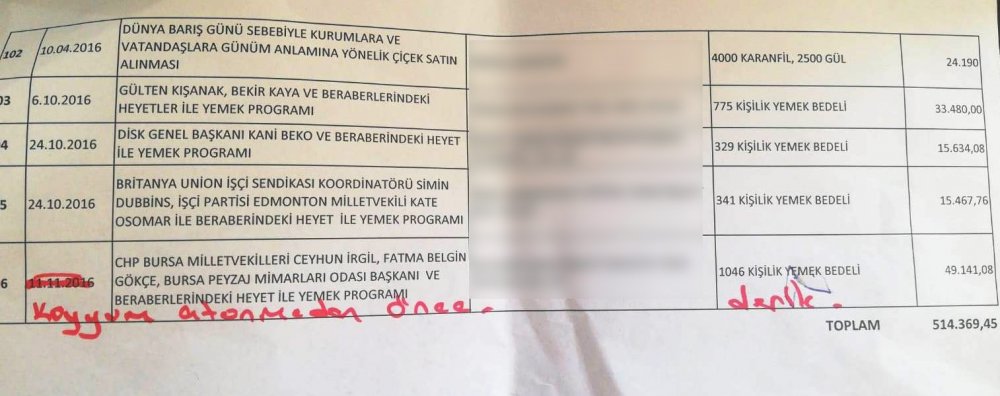 102 10.04.2016 DÜNYA BARIŞ GÜNÜ SEBEBİYLE KURUMLARA VE
VATANDAŞLARA GÜNÜM ANLAMINA YÖNELİK ÇİÇEK SATIN
ALINMASI
4000 KARANFİL, 2500 GÜL 24.190
03 6.10.2016 GÜLTEN KIŞANAK, BEKİR KAYA VE BERABERLERİNDEKİ
HEYETLER İLE YEMEK PROGRAMI
775 KİŞİLİK YEMEK BEDELİ 33.480,00
4 24.10.2016 DİSK GENEL BAŞKANI KANİ BEKO VE BERABERİNDEKİ HEYET
İLE YEMEK PROGRAMI
329 KİŞİLİK YEMEK BEDELİ 15.634,08
5 24.10.2016 BRİTANYA UNİON İŞÇİ SENDİKASI KOORDİNATÖRÜ SİMİN
DUBBİNS, İŞÇİ PARTİSİ EDMONTON MİLLETVEKİLİ KATE
OSOMAR İLE BERABERİNDEKİ HEYET İLE YEMEK PROGRAMI
341 KİŞİLİK YEMEK BEDELİ 15.467,76
6 11.11.2016 CHP BURSA MİLLETVEKİLLERİ CEYHUN İRGİL, FATMA BELGİN
GÖKÇE, BURSA PEYZAJ MİMARLARI ODASI BAŞKANI VE
BERABERLERİNDEKİ HEYET İLE YEMEK PROGRAMI
1046 KİŞİLİK YEMEK BEDELİ 49.141,08
Kayyum atanmadan önce.
TOPLAM 514.369,45